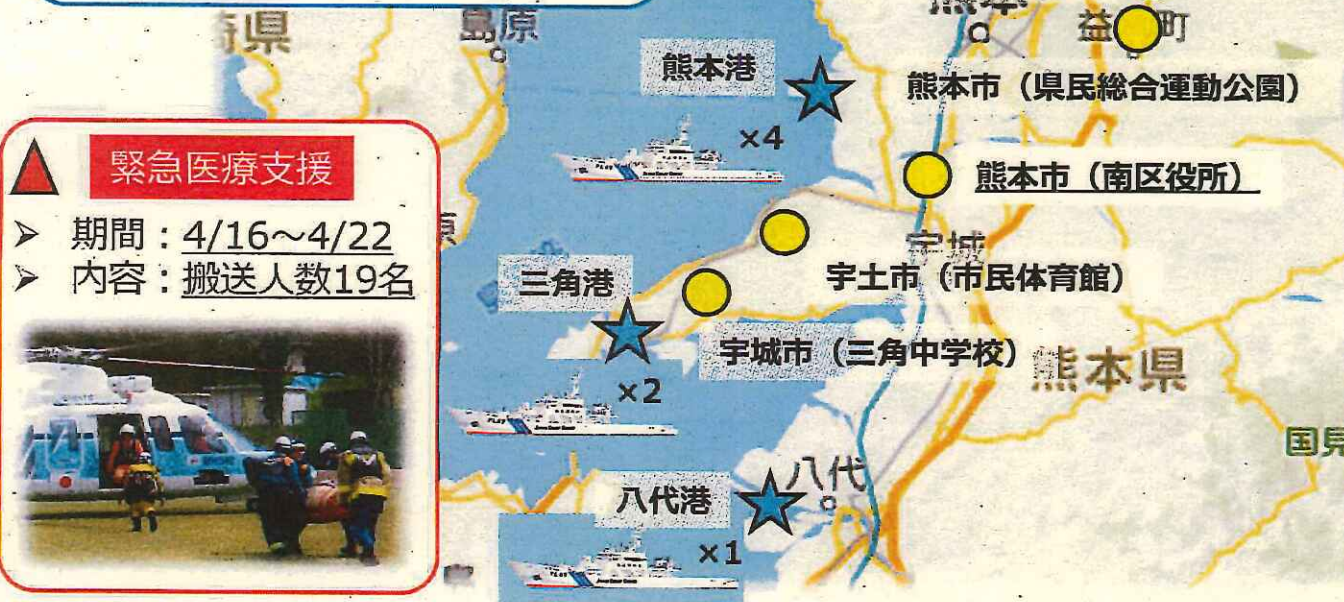 熊本
島原
益 町
熊本港
熊本市（県民総合運動公園）
×4
緊急医療支援
熊本市（南区役所）
➤ 期間：4/16～4/22
➤ 内容：搬送人数19名
宇城
三角港
宇土市（市民体育館）
宇城市（三角中学校）
熊本県
×2
国見
八代
八代港
×1